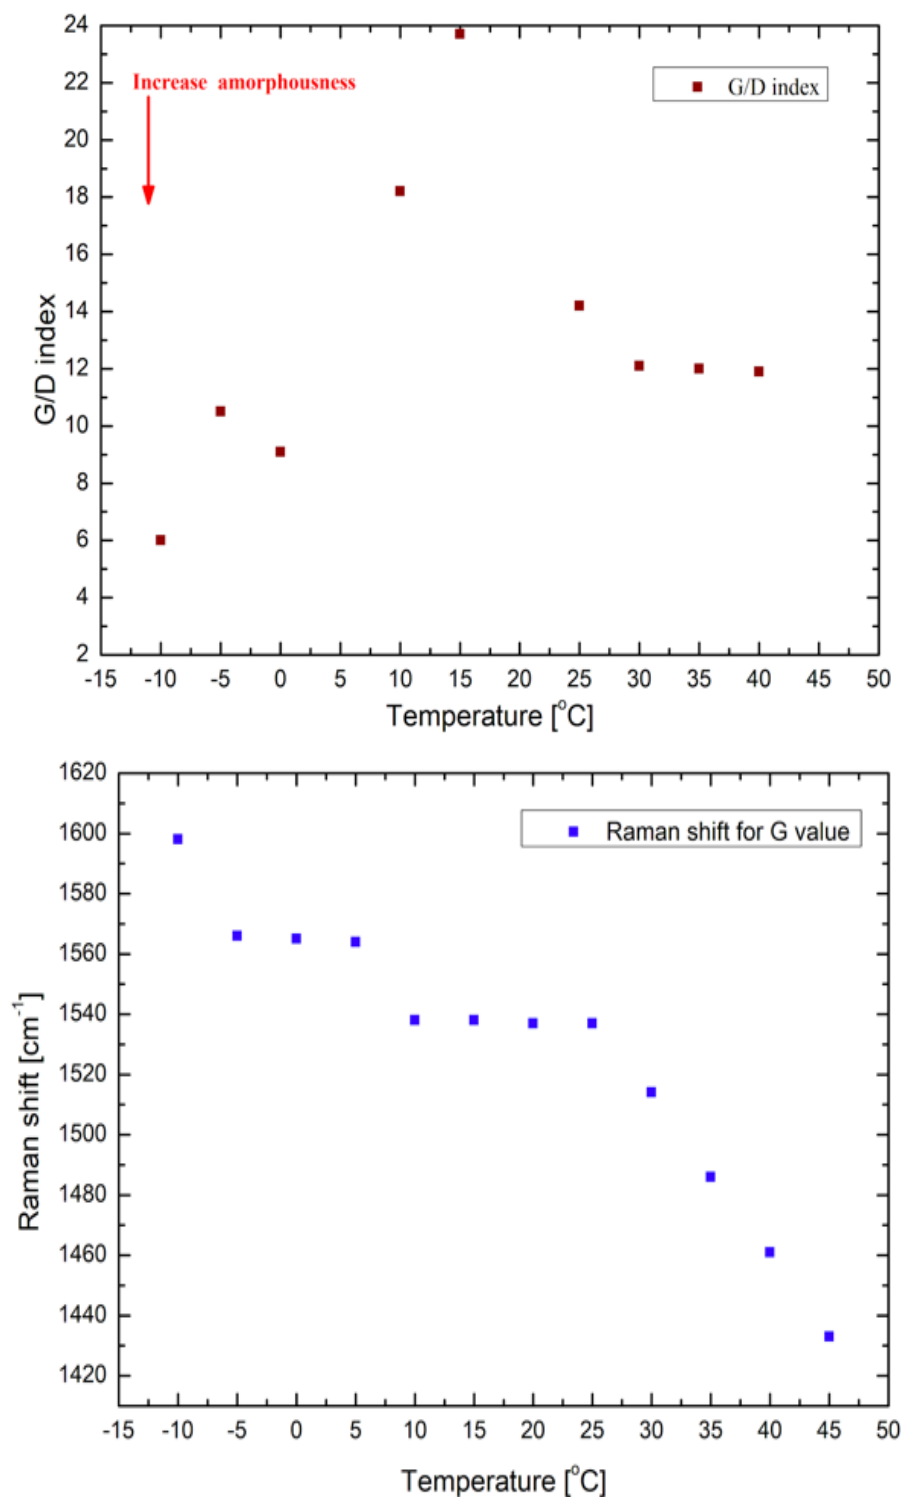 24
22
20
18
16
14
12
10
8
6
4
2
G/D index
Increase amorphousness
G/D index
-15 -10 -5 0 5 10 15 20 25 30 35 40 45 50
Temperature [°C]
1620
1600
1580
1560
1540
1520
1500
1480
1460
1440
1420
Raman shift [cm⁻¹]
Raman shift for G value
-15 -10 -5 0 5 10 15 20 25 30 35 40 45 50
Temperature [°C]